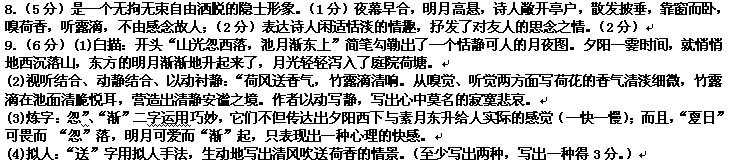 8.（5分）是一个无拘无束自由洒脱的隐士形象。（1分）夜落早合，明月高悬，诗人敞开亭户，散发披垂，靠窗而卧，
嗅荷香，听露滴，不由感念故人；（2分）表达诗人闲适恬淡的情趣，抒发了对友人的思念之情。（2分）
9.（6分）(1)白描：开头“山光忽西落，池月渐东上”简笔勾勒出了一个恬静可人的月夜图。夕阳一霎时间，就悄悄
地西沉落山，东方的明月渐渐地升起来了，月光轻轻泻入了庭院荷塘。
(2)视听结合、动静结合、以动衬静：“荷风送香气，竹露滴清响。从嗅觉、听觉两方面写荷花的香气清淡细微，竹露
滴在池面清脆悦耳，营造出清静安谧之境。作者以动写静，写出心中莫名的寂寞悲哀。
(3)炼字：忽”、“渐”二字运用巧妙，它们不但传达出夕阳西下与素月东升给人实际的感觉（一快一慢）；而且，“夏日”
可畏而 “忽”落，明月可爱而“渐”起，只表现出一种心理的快感。
(4)拟人：“送”字用拟人手法，生动地写出清风吹送荷香的情景。（至少写出两种，写出一种得3分。）